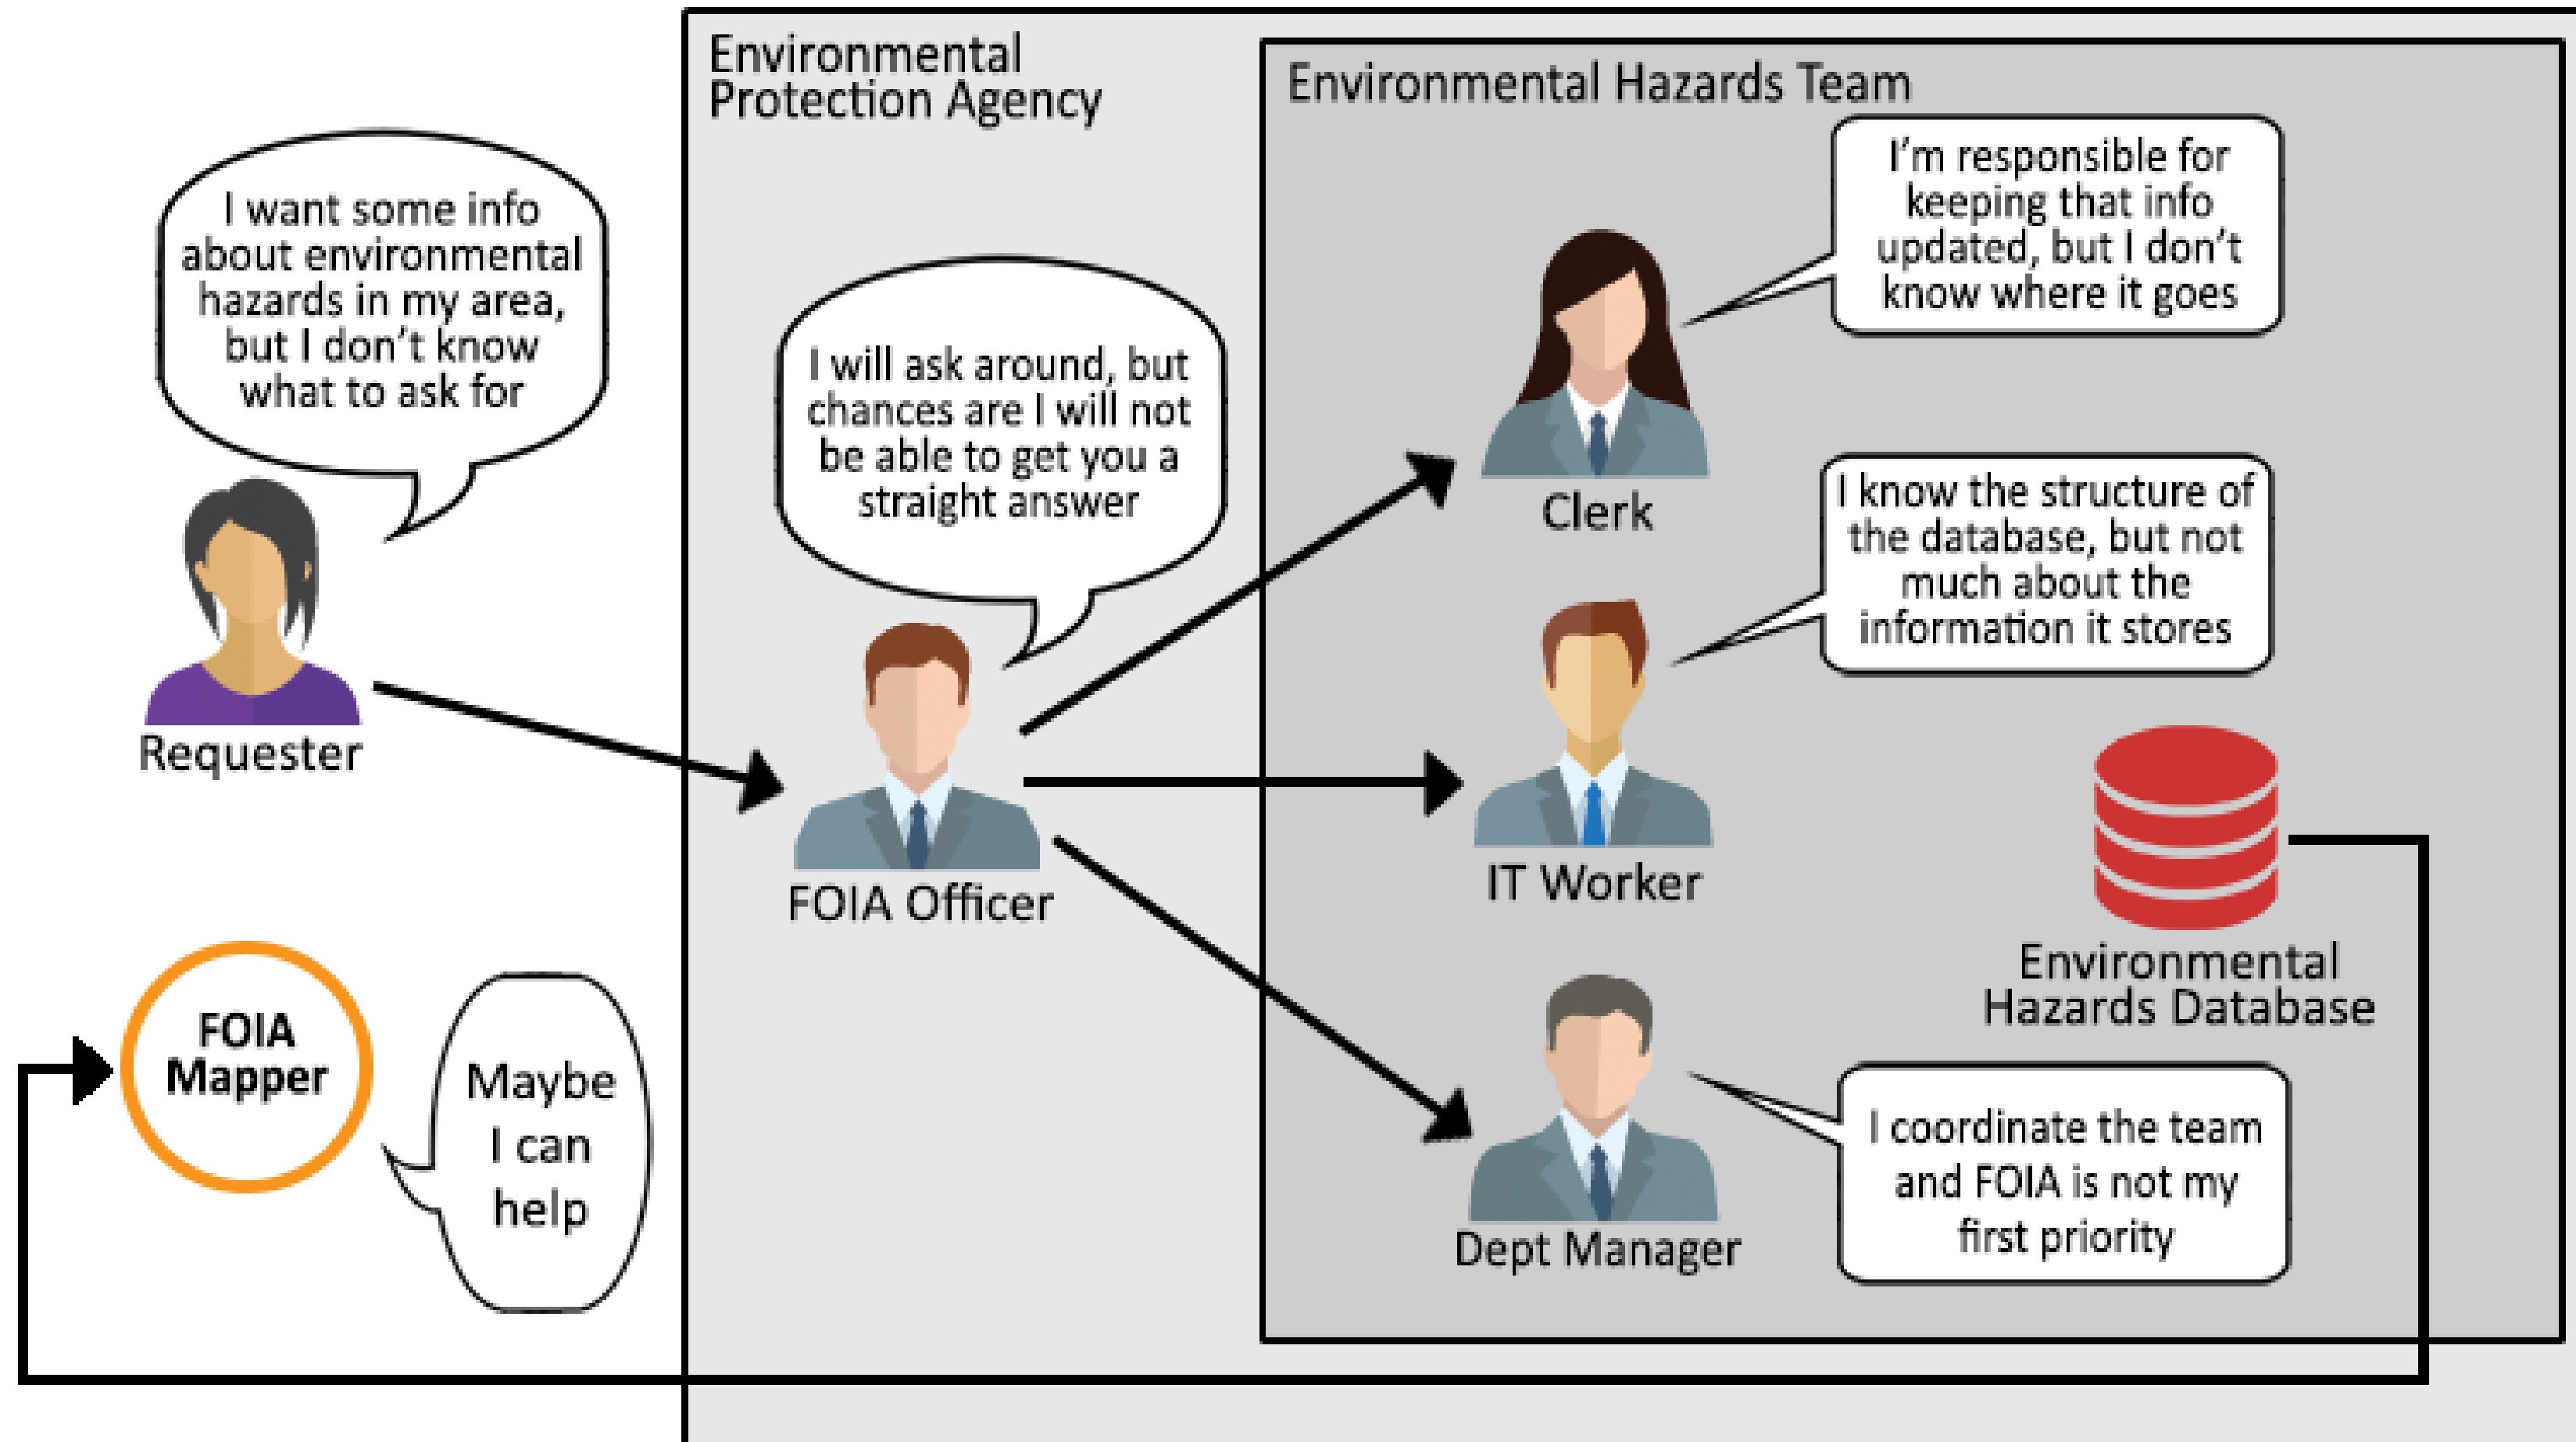 Environmental
Protection Agency
Environmental Hazards Team
I want some info
about environmental
hazards in my area,
but I don't know
what to ask for
Requester
I will ask around, but
chances are I will not
be able to get you a
straight answer
FOIA Officer
I'm responsible for
keeping that info
updated, but I don't
know where it goes
Clerk
I know the structure of
the database, but not
much about the
information it stores
IT Worker
Environmental
Hazards Database
I coordinate the team
and FOIA is not my
first priority
Dept Manager
FOIA
Mapper
Maybe
I can
help